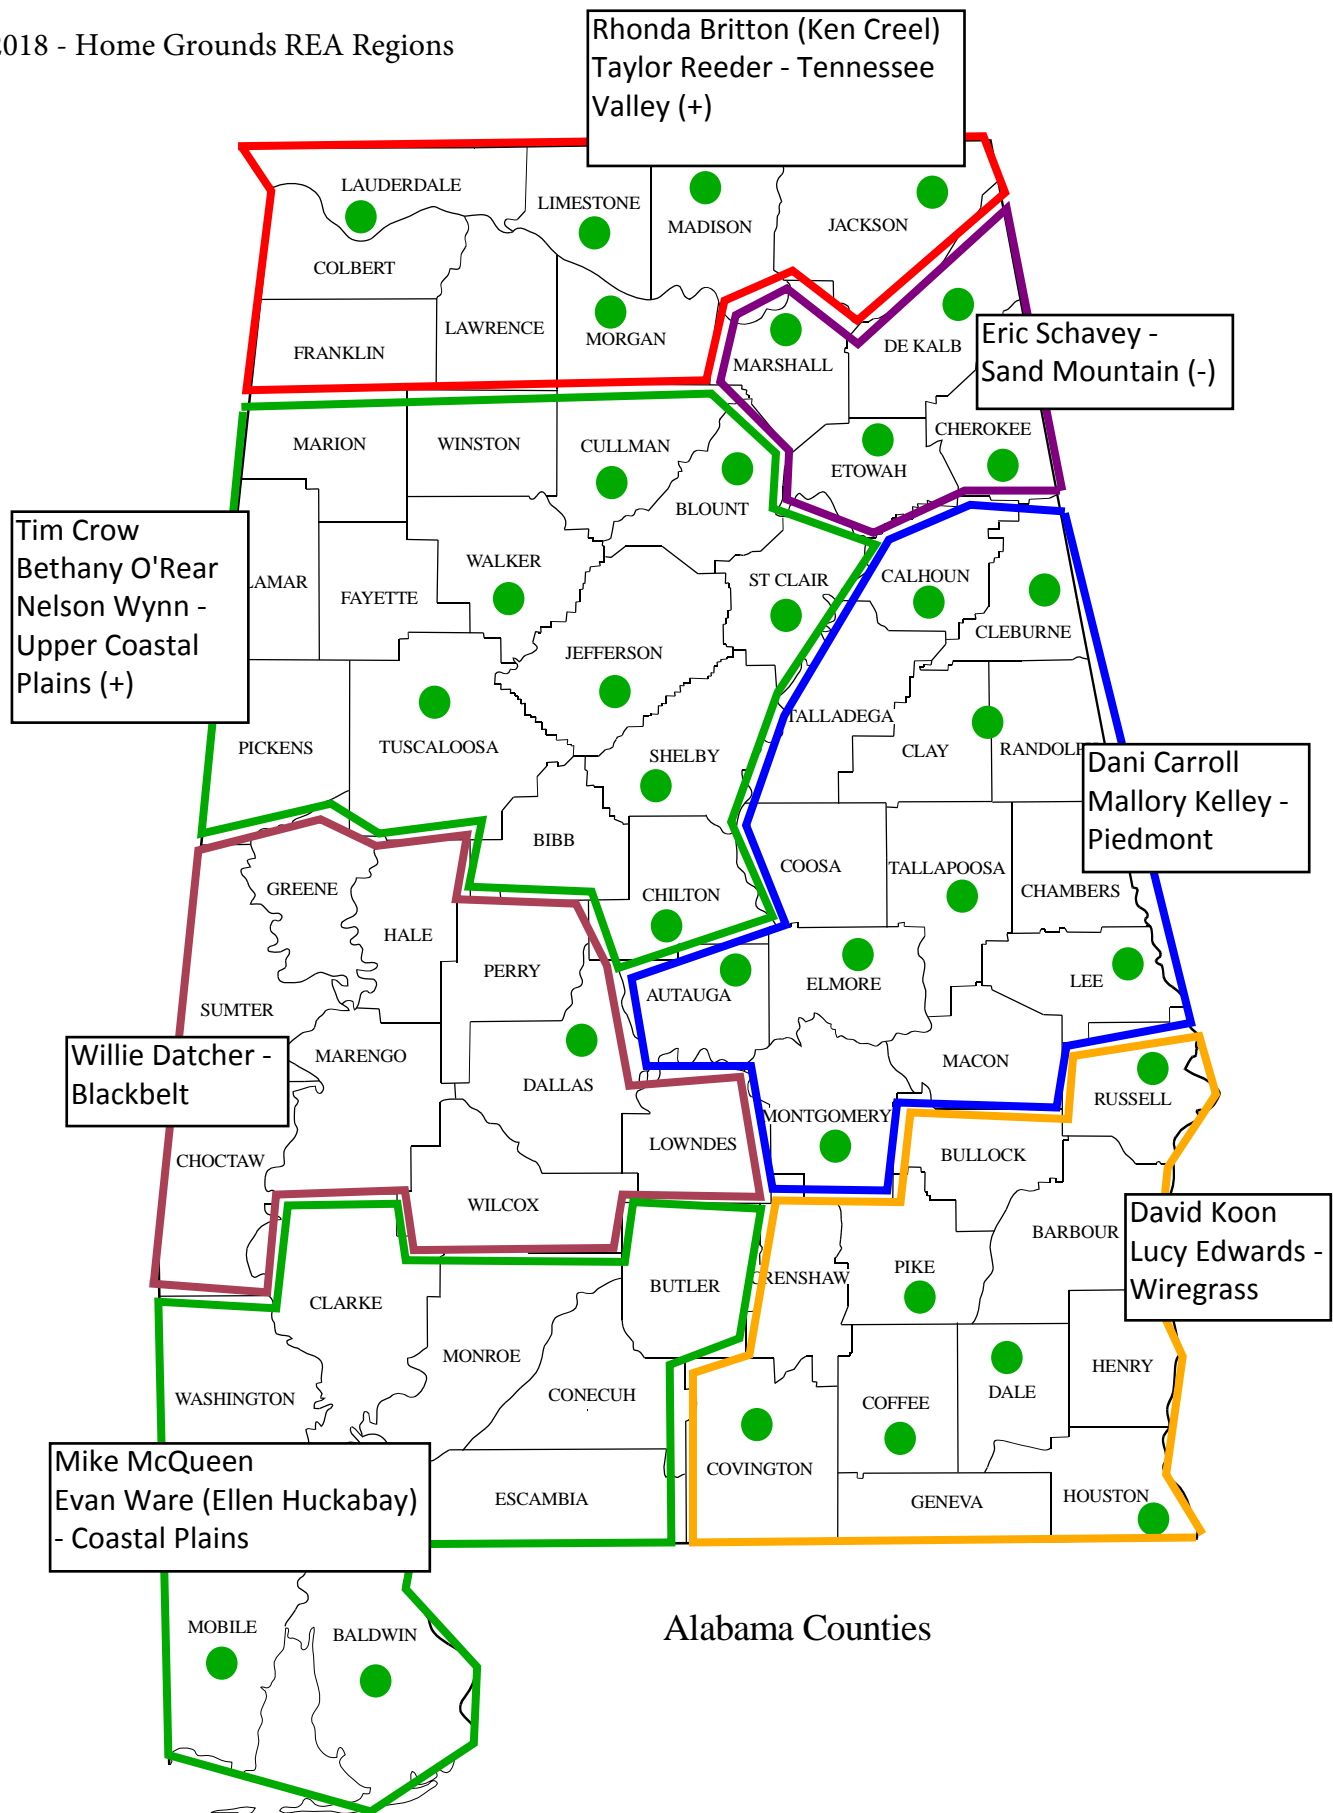 2018 - Home Grounds REA Regions
Rhonda Britton (Ken Creel)
Taylor Reeder - Tennessee
Valley (+)
LAUDERDALE
LIMESTONE
MADISON
JACKSON
COLBERT
LAWRENCE
FRANKLIN
MORGAN
MARSHALL
DE KALB
Eric Schavey -
Sand Mountain (-)
MARION
WINSTON
CULLMAN
BLOUNT
ETOWAH
CHEROKEE
Tim Crow
Bethany O'Rear
Nelson Wynn -
Upper Coastal
Plains (+)
LAMAR
FAYETTE
WALKER
JEFFERSON
ST CLAIR
CALHOUN
CLEBURNE
PICKENS
TUSCALOOSA
SHELBY
TALLADEGA
CLAY
RANDOLPH
Dani Carroll
Mallory Kelley -
Piedmont
BIBB
CHILTON
COOSA
TALLAPOOSA
CHAMBERS
GREENE
HALE
PERRY
AUTAUGA
ELMORE
LEE
SUMTER
MARENGO
DALLAS
MACON
RUSSELL
Willie Datcher -
Blackbelt
CHOCTAW
WILCOX
LOWNDES
MONTGOMERY
BULLOCK
BARBOUR
David Koon
Lucy Edwards -
Wiregrass
CLARKE
BUTLER
CRENSHAW
PIKE
WASHINGTON
MONROE
CONECUH
COVINGTON
COFFEE
DALE
HENRY
Mike McQueen
Evan Ware (Ellen Huckabay)
- Coastal Plains
ESCAMBIA
GENEVA
HOUSTON
MOBILE
BALDWIN
Alabama Counties